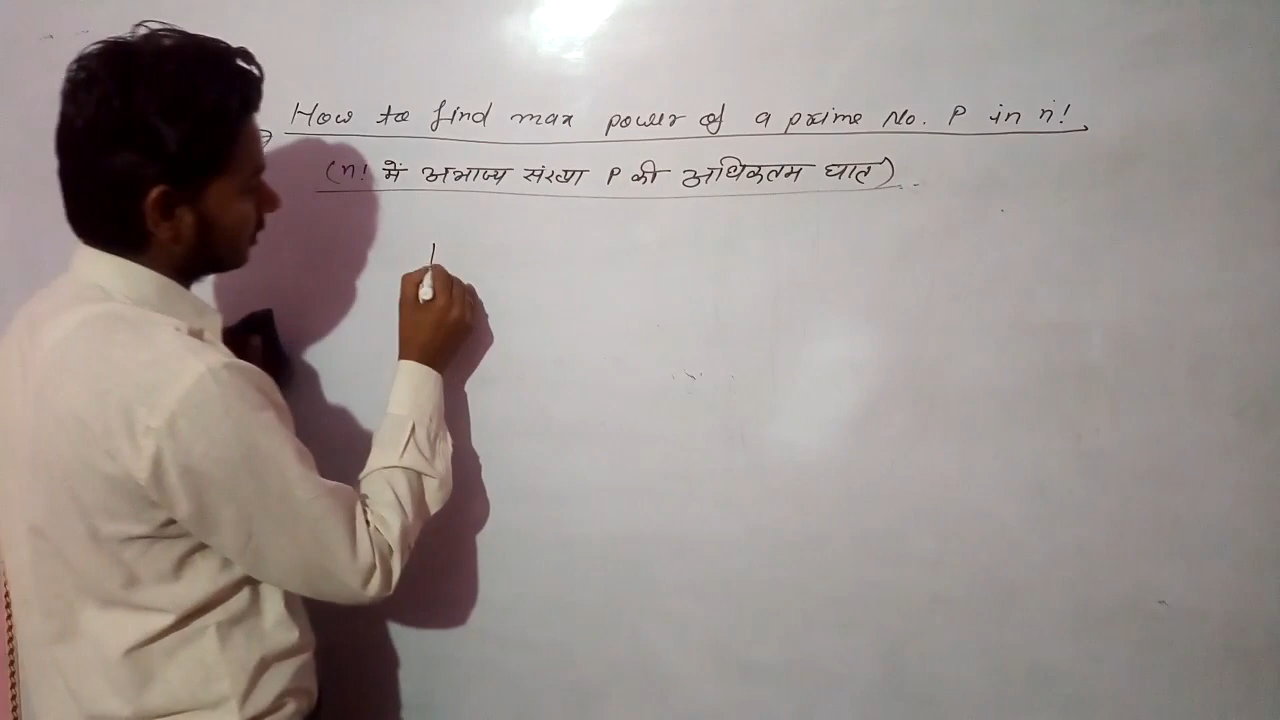 How to find max power of a prime No. P in n!
(n! में अभाज्य संख्या P की अधिकतम घात)